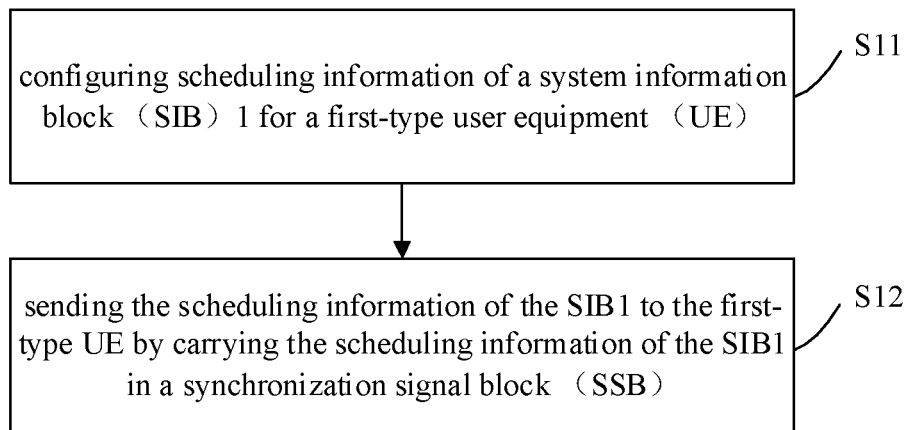 configuring scheduling information of a system information
block （SIB）1 for a first-type user equipment （UE）
S11
sending the scheduling information of the SIB1 to the first-
type UE by carrying the scheduling information of the SIB1
in a synchronization signal block （SSB）
S12